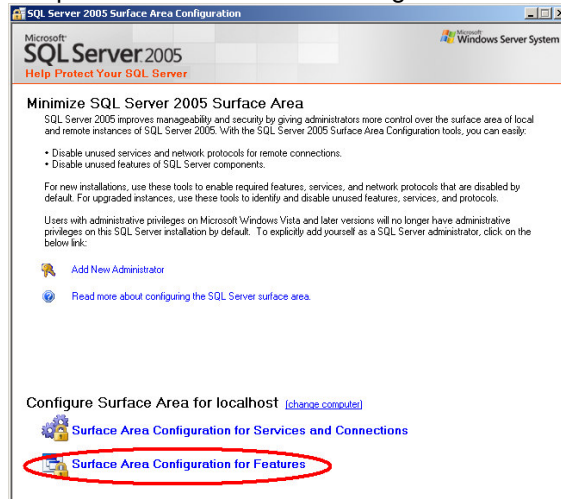 SQL Server 2005 Surface Area Configuration
Microsoft
SQL Server 2005
Help Protect Your SQL Server
Microsoft
Windows Server System
Minimize SQL Server 2005 Surface Area
SQL Server 2005 improves manageability and security by giving administrators more control over the surface area of local
and remote instances of SQL Server 2005. With the SQL Server 2005 Surface Area Configuration tools, you can easily:
• Disable unused services and network protocols for remote connections.
• Disable unused features of SQL Server components.
For new installations, use these tools to enable required features, services, and network protocols that are disabled by
default. For upgraded instances, use these tools to identify and disable unused features, services, and protocols.
Users with administrative privileges on Microsoft Windows Vista and later versions will no longer have administrative
privileges on this SQL Server installation by default. To explicitly add yourself as a SQL Server administrator, click on the
below link:
Add New Administrator
Read more about configuring the SQL Server surface area.
Configure Surface Area for localhost (change computer)
Surface Area Configuration for Services and Connections
Surface Area Configuration for Features